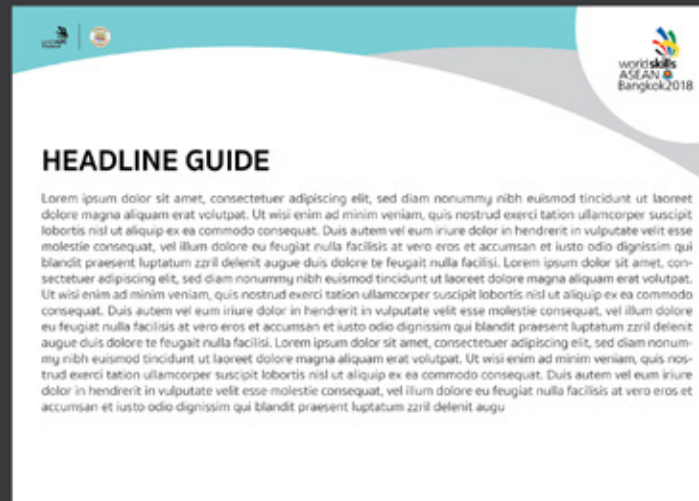 worldskills
ASEAN
Bangkok2018
HEADLINE GUIDE
Lorem ipsum dolor sit amet, consectetuer adipiscing elit, sed diam nonummy nibh euismod tincidunt ut laoreet
dolore magna aliquam erat volutpat. Ut wisi enim ad minim veniam, quis nostrud exerci tation ullamcorper suscipit
lobortis nisl ut aliquip ex ea commodo consequat. Duis autem vel eum iriure dolor in hendrerit in vulputate velit esse
molestie consequat, vel illum dolore eu feugiat nulla facilisis at vero eros et accumsan et iusto odio dignissim qui
blandit praesent luptatum zzril delenit augue duis dolore te feugait nulla facilisi. Lorem ipsum dolor sit amet, con-
sectetuer adipiscing elit, sed diam nonummy nibh euismod tincidunt ut laoreet dolore magna aliquam erat volutpat.
Ut wisi enim ad minim veniam, quis nostrud exerci tation ullamcorper suscipit lobortis nisl ut aliquip ex ea commodo
consequat. Duis autem vel eum iriure dolor in hendrerit in vulputate velit esse molestie consequat, vel illum dolore
eu feugiat nulla facilisis at vero eros et accumsan et iusto odio dignissim qui blandit praesent luptatum zzril delenit
augue duis dolore te feugait nulla facilisi. Lorem ipsum dolor sit amet, consectetuer adipiscing elit, sed diam nonum-
my nibh euismod tincidunt ut laoreet dolore magna aliquam erat volutpat. Ut wisi enim ad minim veniam, quis nos-
trud exerci tation ullamcorper suscipit lobortis nisl ut aliquip ex ea commodo consequat. Duis autem vel eum iriure
dolor in hendrerit in vulputate velit esse molestie consequat, vel illum dolore eu feugiat nulla facilisis at vero eros et
accumsan et iusto odio dignissim qui blandit praesent luptatum zzril delenit augu